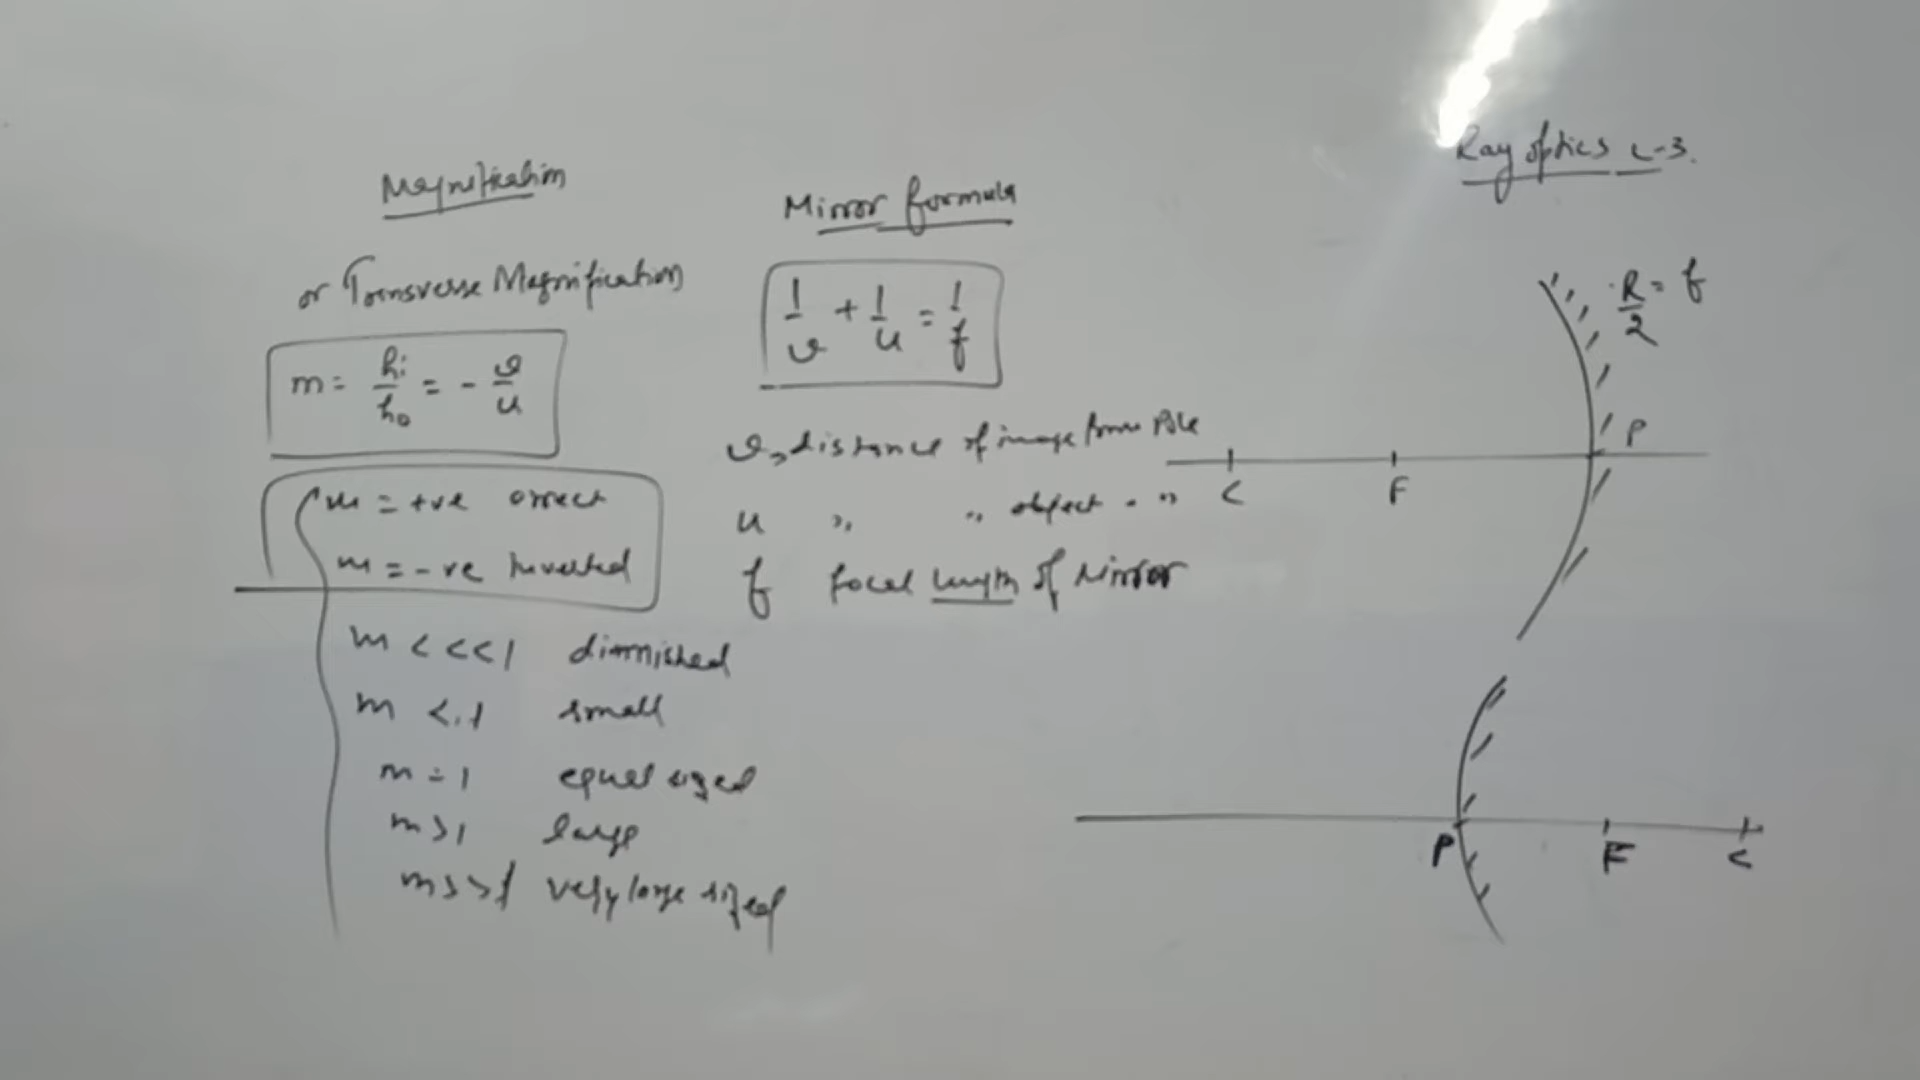 Ray optics L-3.
Magnification
or Transverse Magnification
m = hi/ho = - v/u
m = +ve errect
m = -ve Inverted
m <<<1 diminished
m <.1 small
m = 1 equal sized
m>1 large
m>>1 very large sized
Mirror formula
1/v + 1/u = 1/f
v, distance of image from Pole
u ,, ,, object .. ,,
f focal length of Mirror
R/2 = f
P
C F
P F C